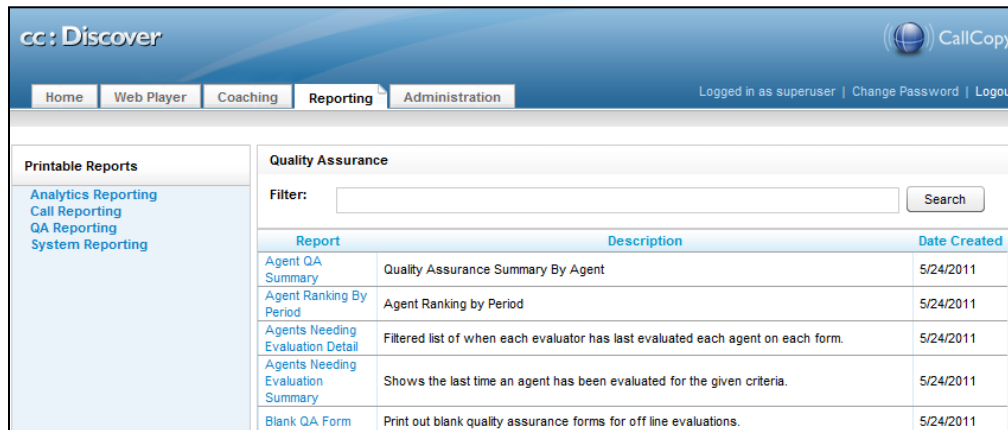 cc: Discover
CallCopy
Home Web Player Coaching Reporting Administration
Logged in as superuser | Change Password | Logou
Printable Reports
Analytics Reporting
Call Reporting
QA Reporting
System Reporting
Quality Assurance
Filter:
Search
Report Description Date Created
Agent QA
Summary
Quality Assurance Summary By Agent
5/24/2011
Agent Ranking By
Period
Agent Ranking by Period
5/24/2011
Agents Needing
Evaluation Detail
Filtered list of when each evaluator has last evaluated each agent on each form.
5/24/2011
Agents Needing
Evaluation
Summary
Shows the last time an agent has been evaluated for the given criteria.
5/24/2011
Blank QA Form
Print out blank quality assurance forms for off line evaluations.
5/24/2011